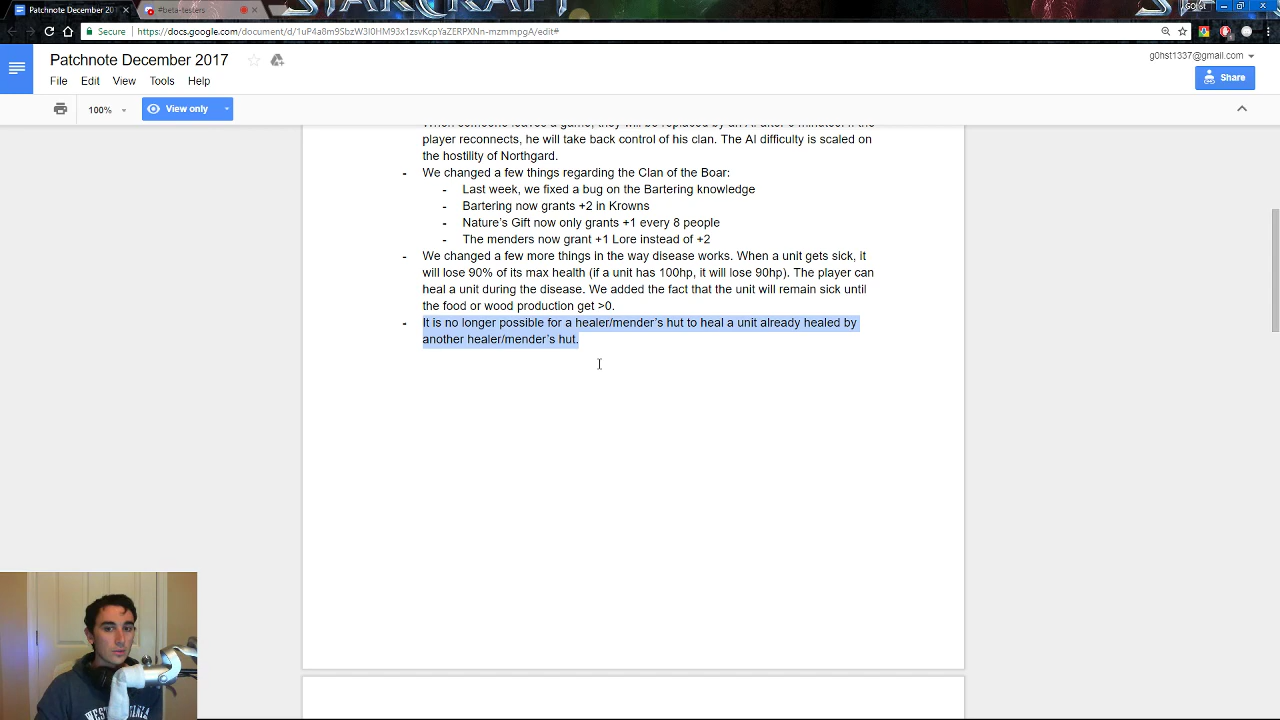 Patchnote December 201
#beta-testers
STARCRAFT
G0HST
Secure
https://docs.google.com/document/d/1uP4a8m9SbzW3I0HM93x1zsvKcpYaZERPXNn-mzmmpgA/edit#
Patchnote December 2017
g0hst1337@gmail.com
File Edit View Tools Help
Share
100%
View only
player reconnects, he will take back control of his clan. The AI difficulty is scaled on
the hostility of Northgard.
- We changed a few things regarding the Clan of the Boar:
- Last week, we fixed a bug on the Bartering knowledge
- Bartering now grants +2 in Krowns
- Nature's Gift now only grants +1 every 8 people
- The menders now grant +1 Lore instead of +2
- We changed a few more things in the way disease works. When a unit gets sick, it
will lose 90% of its max health (if a unit has 100hp, it will lose 90hp). The player can
heal a unit during the disease. We added the fact that the unit will remain sick until
the food or wood production get >0.
- It is no longer possible for a healer/mender's hut to heal a unit already healed by
another healer/mender's hut.